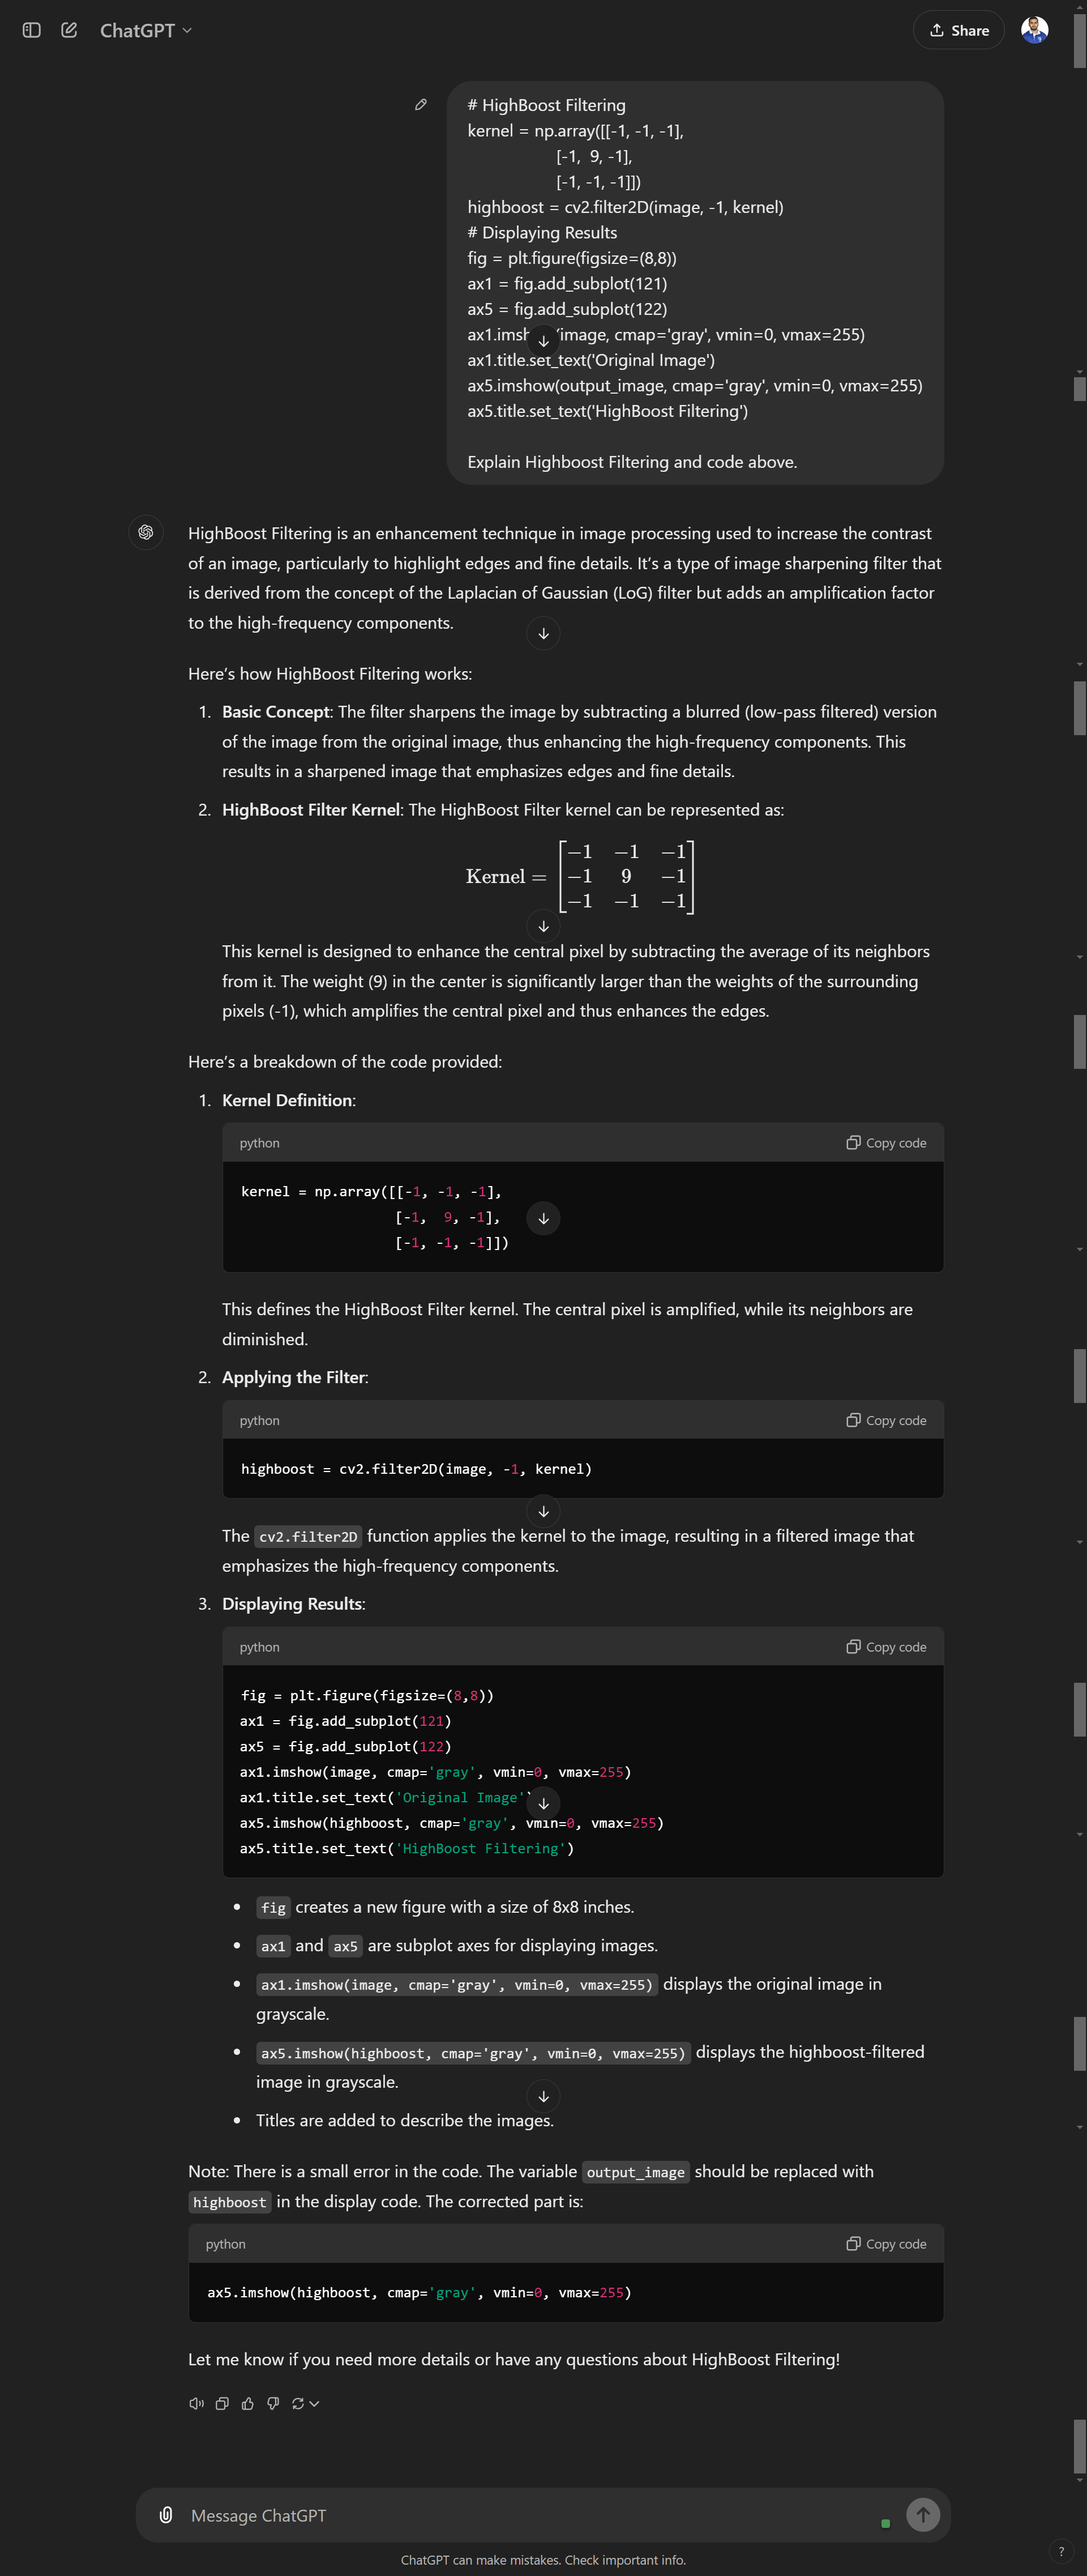 ChatGPT
Share
# HighBoost Filtering
kernel = np.array([[-1, -1, -1],
[-1, 9, -1],
[-1, -1, -1]])
highboost = cv2.filter2D(image, -1, kernel)
# Displaying Results
fig = plt.figure(figsize=(8,8))
ax1 = fig.add_subplot(121)
ax5 = fig.add_subplot(122)
ax1.imsh (image, cmap='gray', vmin=0, vmax=255)
ax1.title.set_text('Original Image')
ax5.imshow(output_image, cmap='gray', vmin=0, vmax=255)
ax5.title.set_text('HighBoost Filtering')
Explain Highboost Filtering and code above.
HighBoost Filtering is an enhancement technique in image processing used to increase the contrast
of an image, particularly to highlight edges and fine details. It's a type of image sharpening filter that
is derived from the concept of the Laplacian of Gaussian (LoG) filter but adds an amplification factor
to the high-frequency components.
Here's how HighBoost Filtering works:
1. Basic Concept: The filter sharpens the image by subtracting a blurred (low-pass filtered) version
of the image from the original image, thus enhancing the high-frequency components. This
results in a sharpened image that emphasizes edges and fine details.
2. HighBoost Filter Kernel: The HighBoost Filter kernel can be represented as:
−1 −1 −1
Kernel = −1 9 −1
−1 −1 −1
This kernel is designed to enhance the central pixel by subtracting the average of its neighbors
from it. The weight (9) in the center is significantly larger than the weights of the surrounding
pixels (-1), which amplifies the central pixel and thus enhances the edges.
Here's a breakdown of the code provided:
1. Kernel Definition:
python Copy code
kernel = np.array([[-1, -1, -1],
[-1, 9, -1],
[-1, -1, -1]])
This defines the HighBoost Filter kernel. The central pixel is amplified, while its neighbors are
diminished.
2. Applying the Filter:
python Copy code
highboost = cv2.filter2D(image, -1, kernel)
The cv2.filter2D function applies the kernel to the image, resulting in a filtered image that
emphasizes the high-frequency components.
3. Displaying Results:
python Copy code
fig = plt.figure(figsize=(8,8))
ax1 = fig.add_subplot(121)
ax5 = fig.add_subplot(122)
ax1.imshow(image, cmap='gray', vmin=0, vmax=255)
ax1.title.set_text('Original Image')
ax5.imshow(highboost, cmap='gray', vmin=0, vmax=255)
ax5.title.set_text('HighBoost Filtering')
• fig creates a new figure with a size of 8x8 inches.
• ax1 and ax5 are subplot axes for displaying images.
• ax1.imshow(image, cmap='gray', vmin=0, vmax=255) displays the original image in
grayscale.
• ax5.imshow(highboost, cmap='gray', vmin=0, vmax=255) displays the highboost-filtered
image in grayscale.
• Titles are added to describe the images.
Note: There is a small error in the code. The variable output_image should be replaced with
highboost in the display code. The corrected part is:
python Copy code
ax5.imshow(highboost, cmap='gray', vmin=0, vmax=255)
Let me know if you need more details or have any questions about HighBoost Filtering!
Message ChatGPT
ChatGPT can make mistakes. Check important info.
?